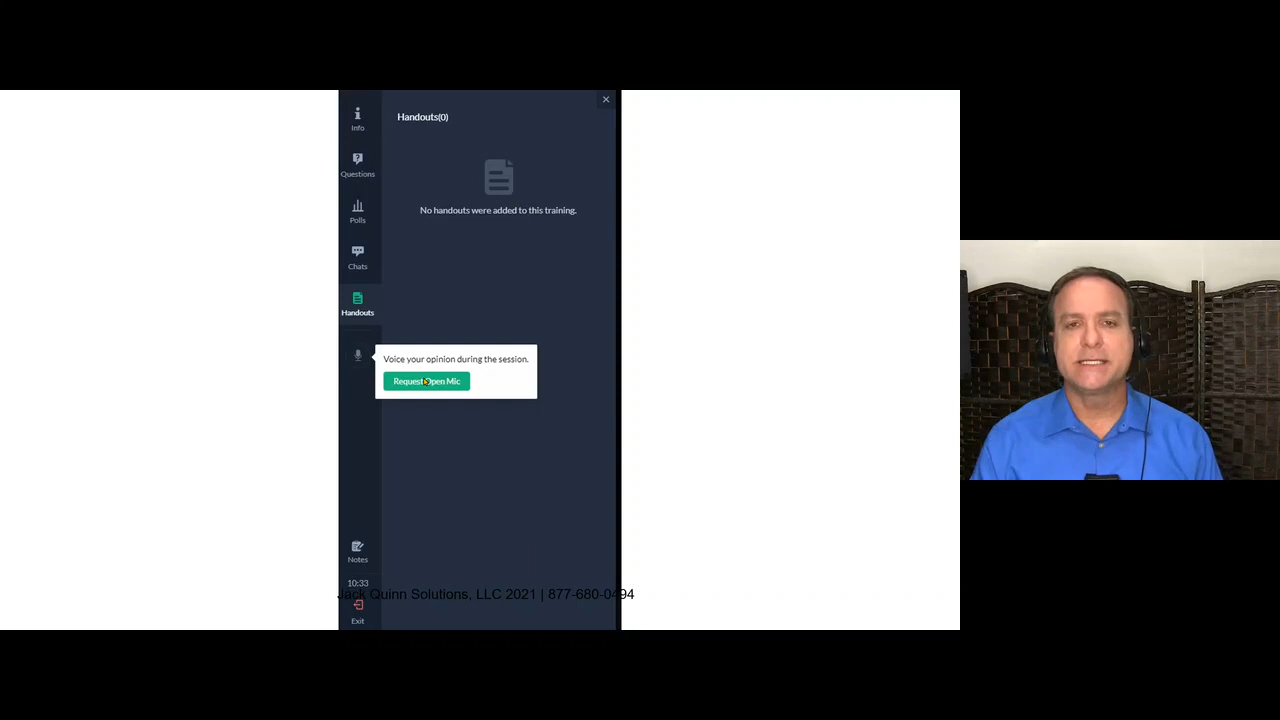 Info
Handouts(0)
Questions
Polls
No handouts were added to this training.
Chats
Handouts
Voice your opinion during the session.
Request Open Mic
Notes
10:33
Jack Quinn Solutions, LLC 2021 | 877-680-0494
Exit